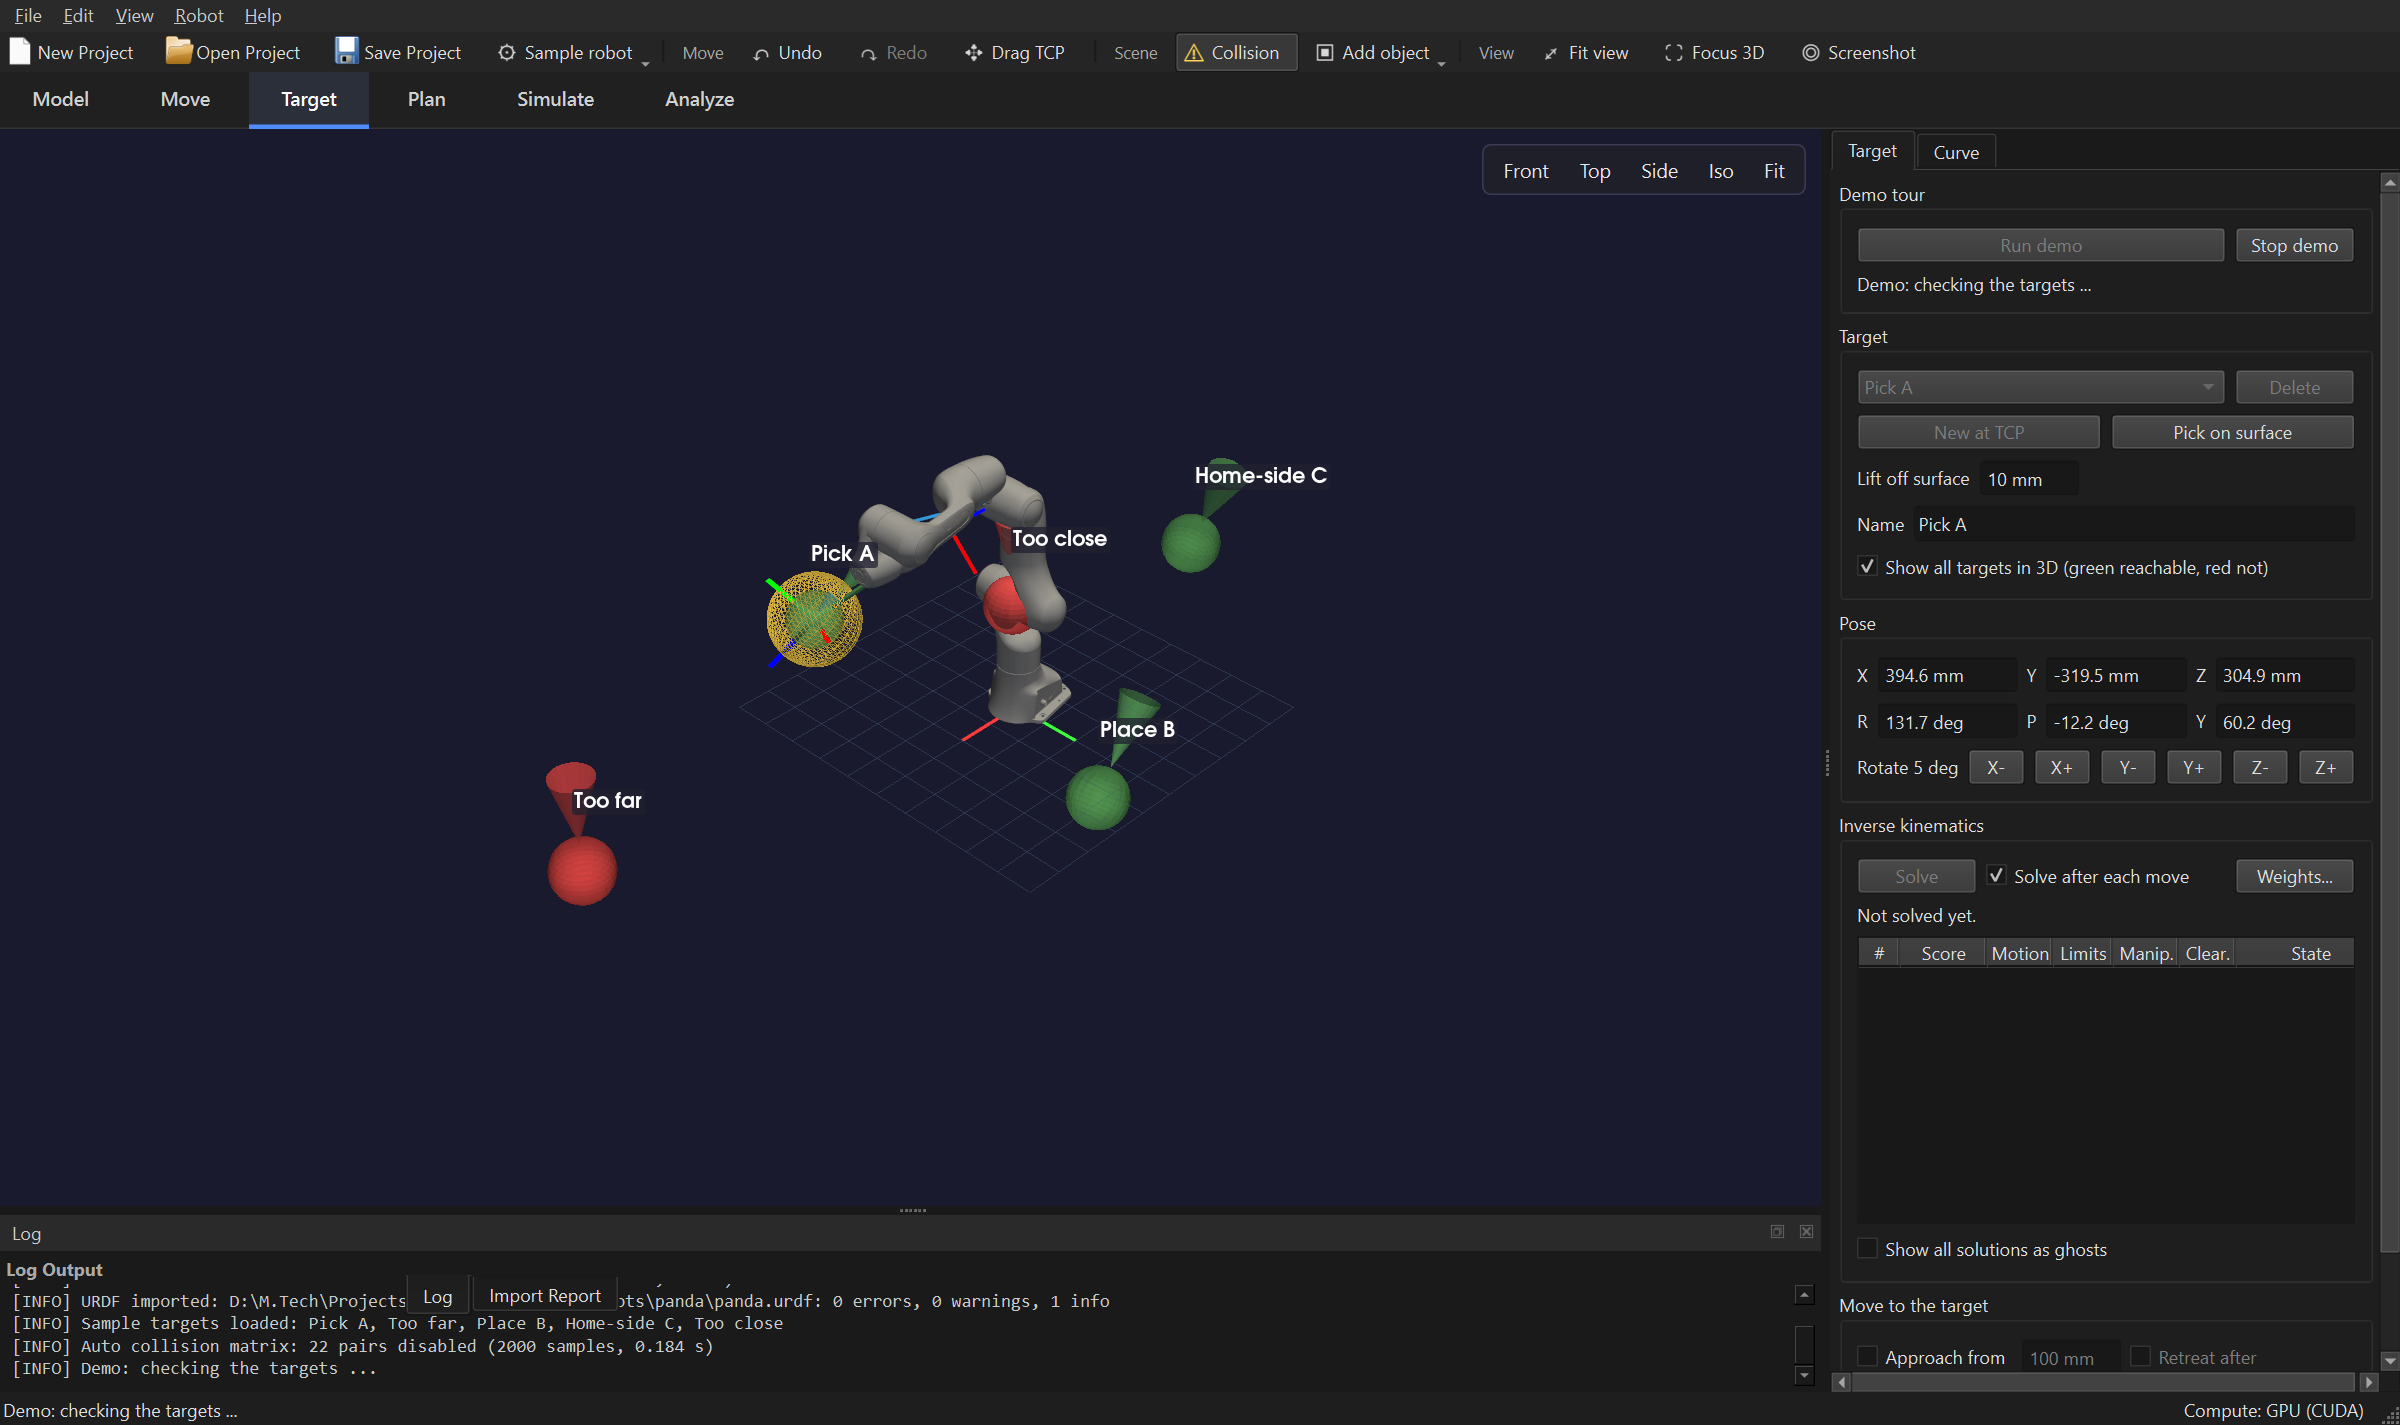 File Edit View Robot Help
New Project Open Project Save Project Sample robot Move Undo Redo Drag TCP Scene Collision Add object View Fit view Focus 3D Screenshot
Model Move Target Plan Simulate Analyze
Front Top Side Iso Fit
Target Curve
Demo tour
Run demo Stop demo
Demo: checking the targets ...
Target
Pick A Delete
New at TCP Pick on surface
Lift off surface 10 mm
Name Pick A
Show all targets in 3D (green reachable, red not)
Pose
X 394.6 mm Y -319.5 mm Z 304.9 mm
R 131.7 deg P -12.2 deg Y 60.2 deg
Rotate 5 deg X- X+ Y- Y+ Z- Z+
Inverse kinematics
Solve Solve after each move Weights...
Not solved yet.
# Score Motion Limits Manip. Clear. State
Show all solutions as ghosts
Move to the target
Approach from 100 mm Retreat after
Home-side C
Too close
Pick A
Place B
Too far
Log
Log Output
[INFO] URDF imported: D:\M.Tech\Projects
Log Import Report
ots\panda\panda.urdf: 0 errors, 0 warnings, 1 info
[INFO] Sample targets loaded: Pick A, Too far, Place B, Home-side C, Too close
[INFO] Auto collision matrix: 22 pairs disabled (2000 samples, 0.184 s)
[INFO] Demo: checking the targets ...
Demo: checking the targets ...
Compute: GPU (CUDA)